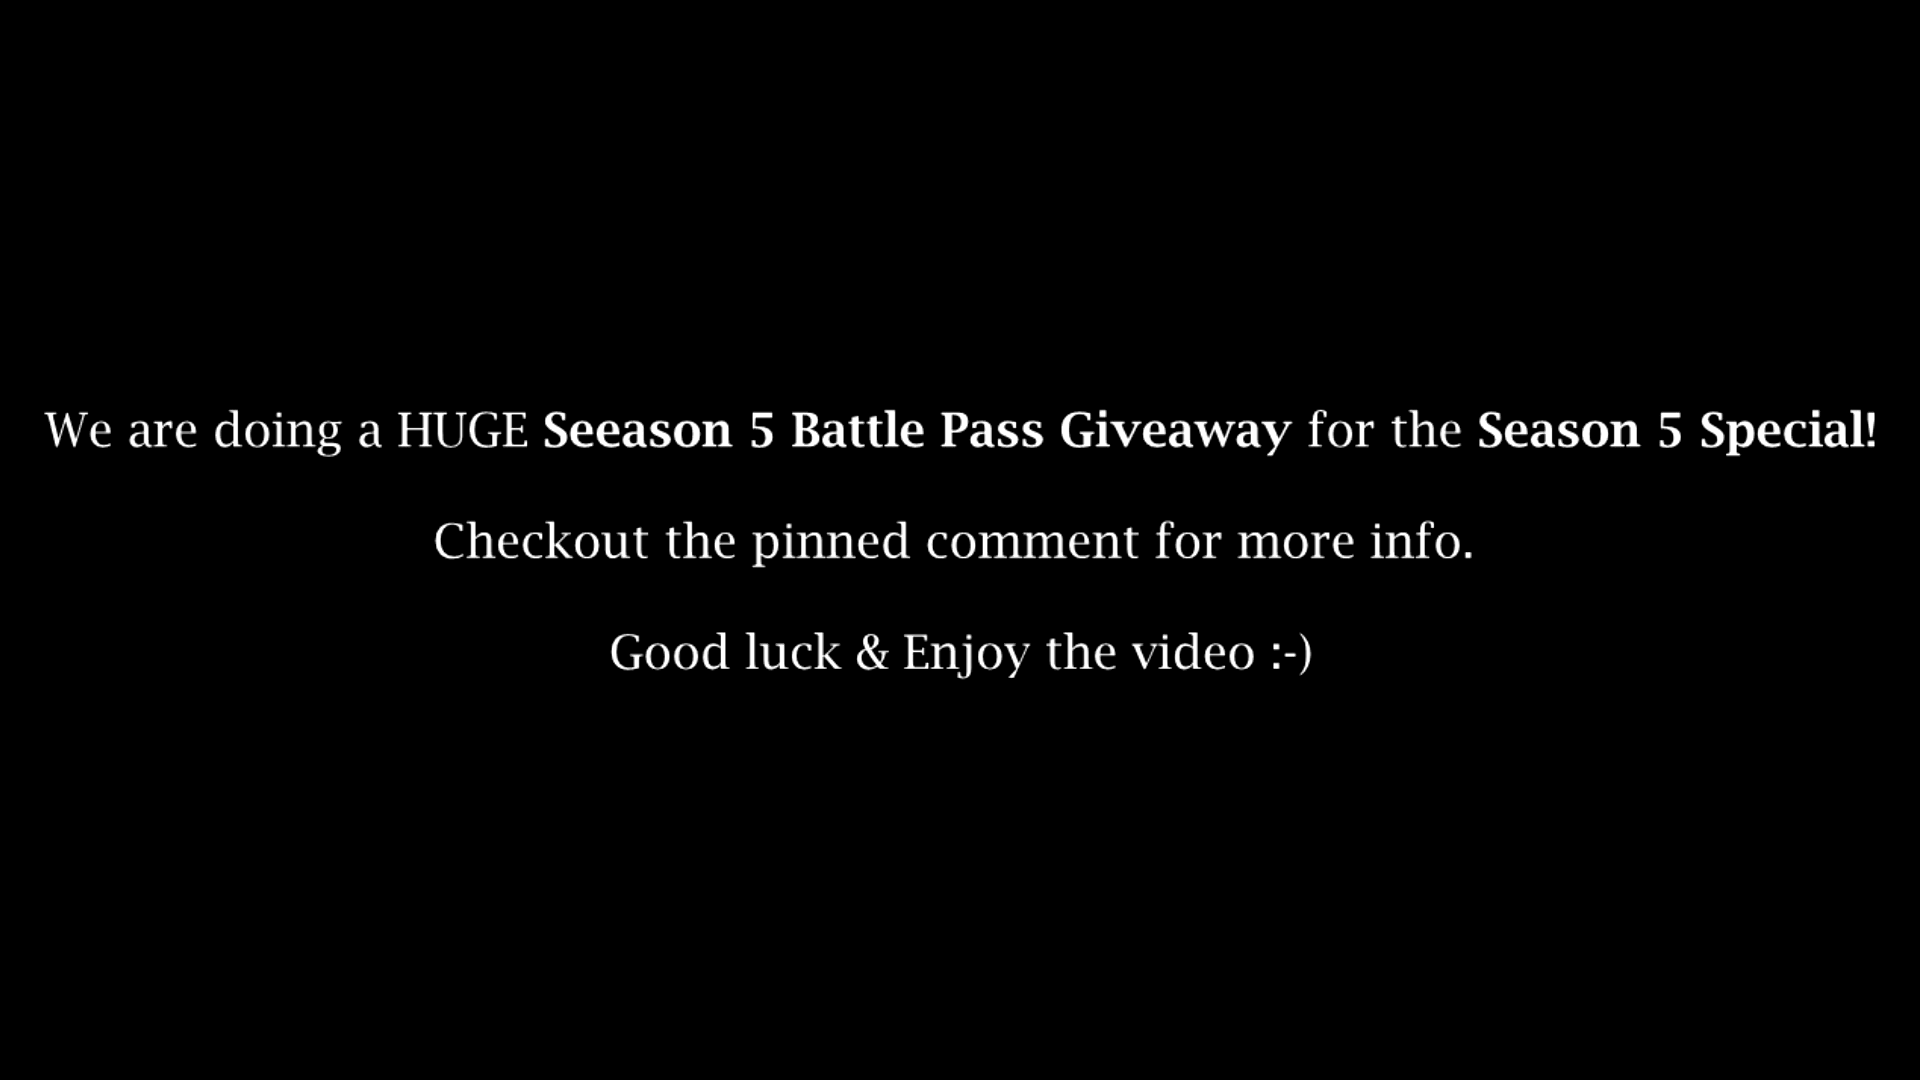 We are doing a HUGE Seeason 5 Battle Pass Giveaway for the Season 5 Special!
Checkout the pinned comment for more info.
Good luck & Enjoy the video :-)